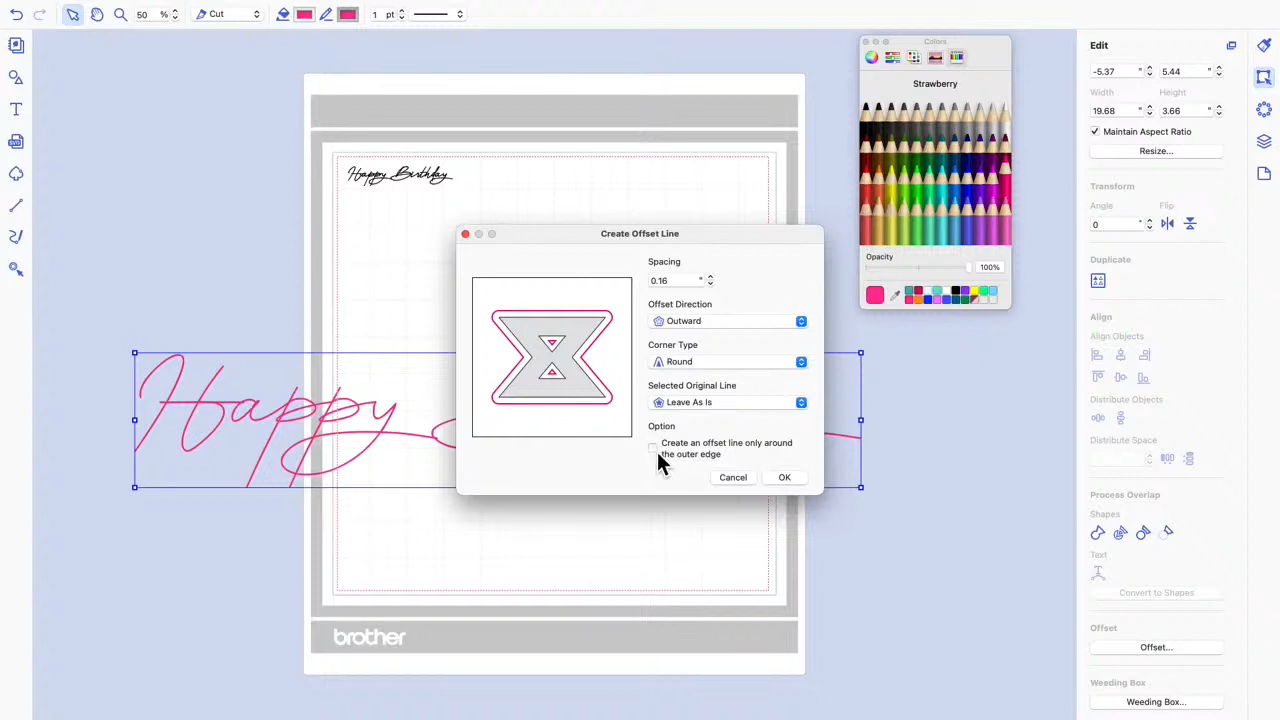 50 %
Cut
1 pt
Colors
Strawberry
Opacity
100%
Edit
-5.37 "
5.44 "
Width
Height
19.68 "
3.66 "
Maintain Aspect Ratio
Resize...
Transform
Angle
Flip
0 °
Duplicate
Align
Align Objects
Distribute Objects
Distribute Space
Process Overlap
Shapes
Text
Convert to Shapes
Offset
Offset...
Weeding Box
Weeding Box...
Happy Birthday
Create Offset Line
Spacing
0.16 "
Offset Direction
Outward
Corner Type
Round
Selected Original Line
Leave As Is
Option
Create an offset line only around
the outer edge
Cancel
OK
Happy
brother